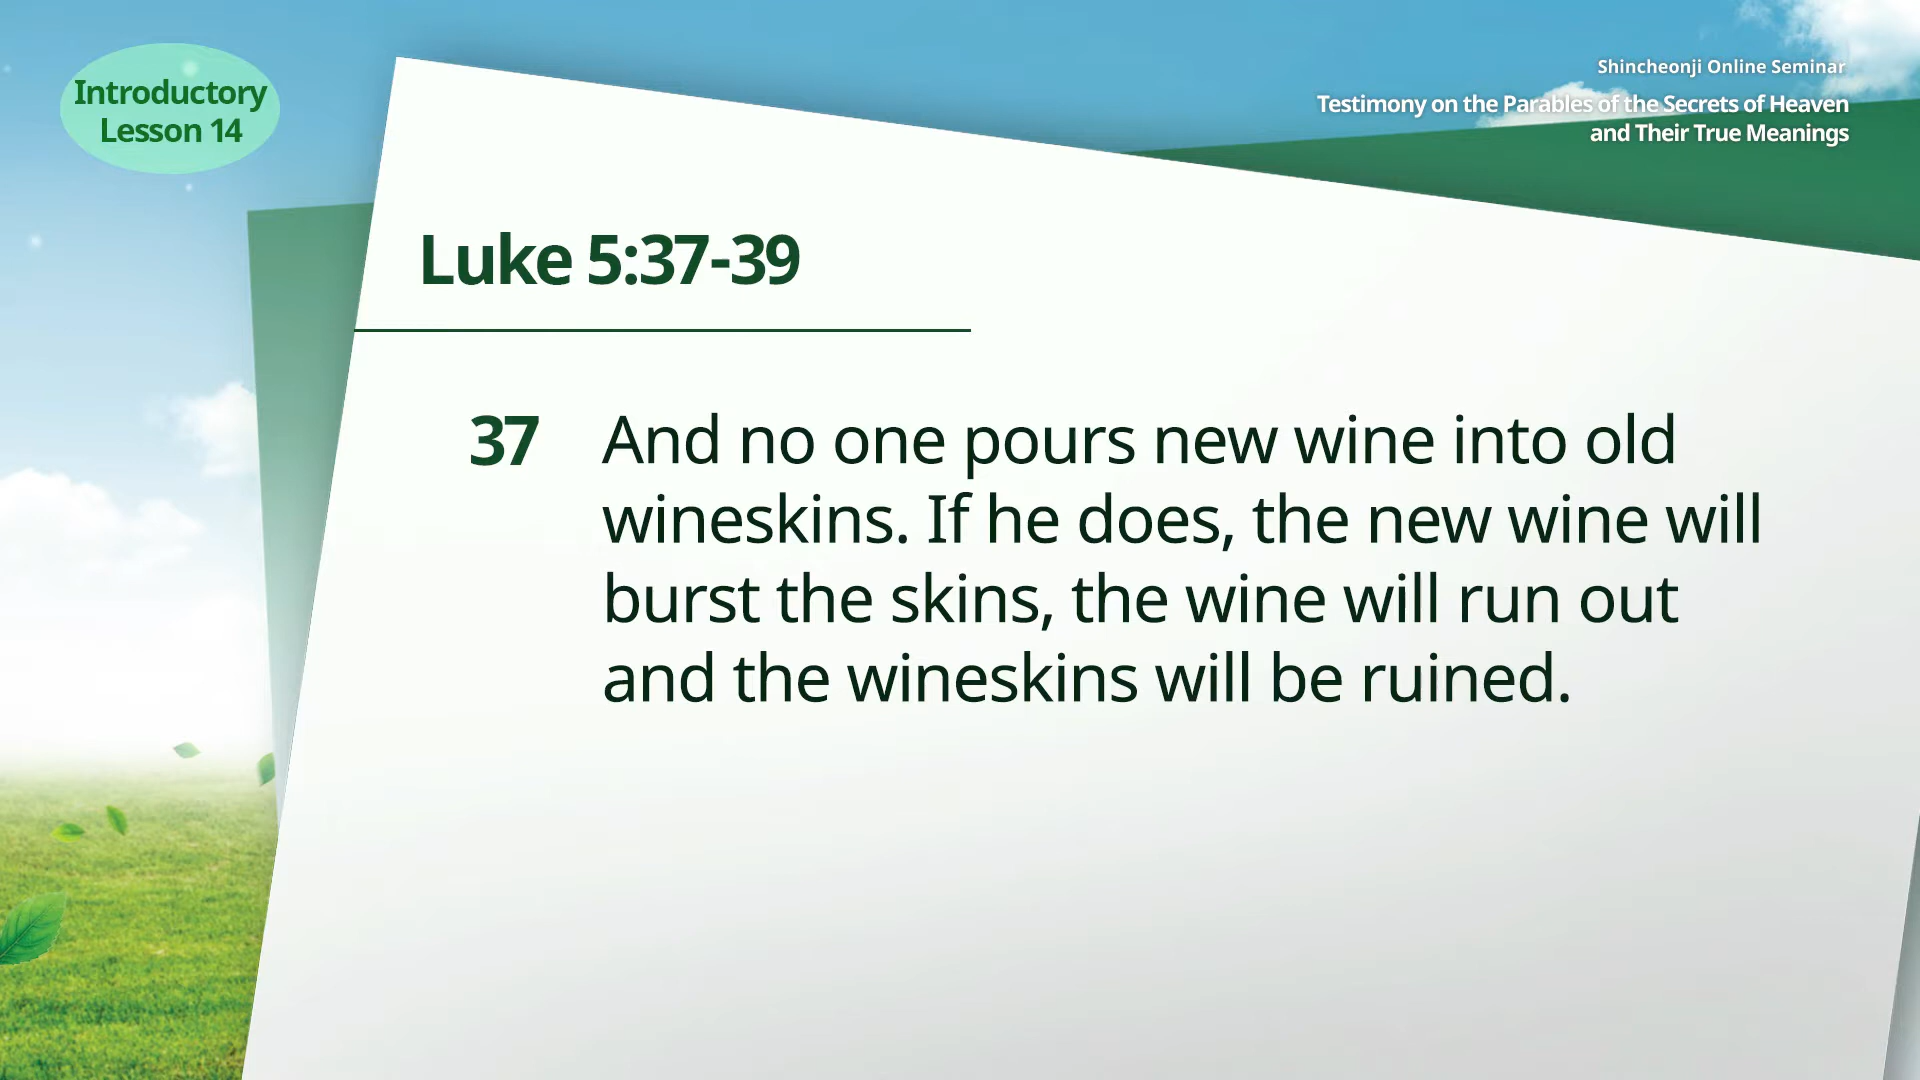 Introductory
Lesson 14
Shincheonji Online Seminar
Testimony on the Parables of the Secrets of Heaven
and Their True Meanings
Luke 5:37-39
37 And no one pours new wine into old
wineskins. If he does, the new wine will
burst the skins, the wine will run out
and the wineskins will be ruined.